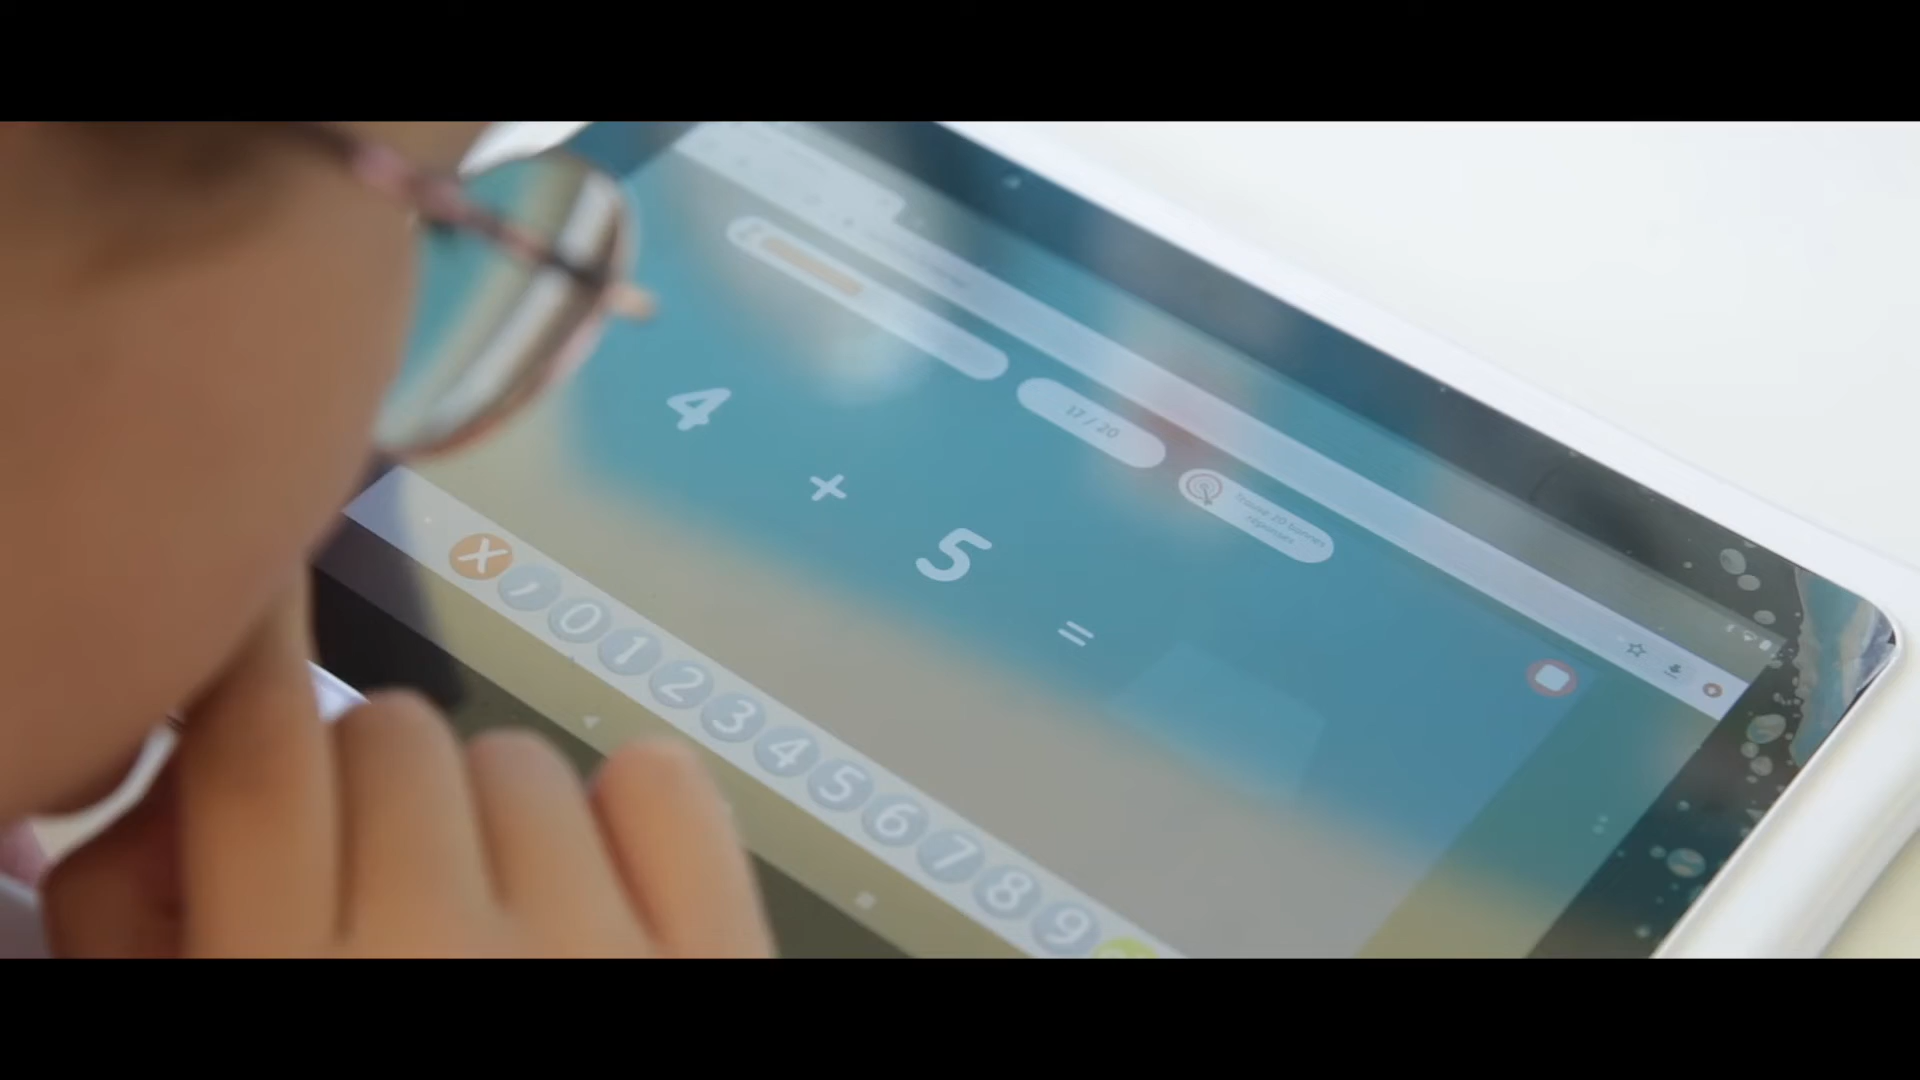 17 / 20
Trouve 20 bonnes
réponses
4 + 5 =
X , 0 1 2 3 4 5 6 7 8 9